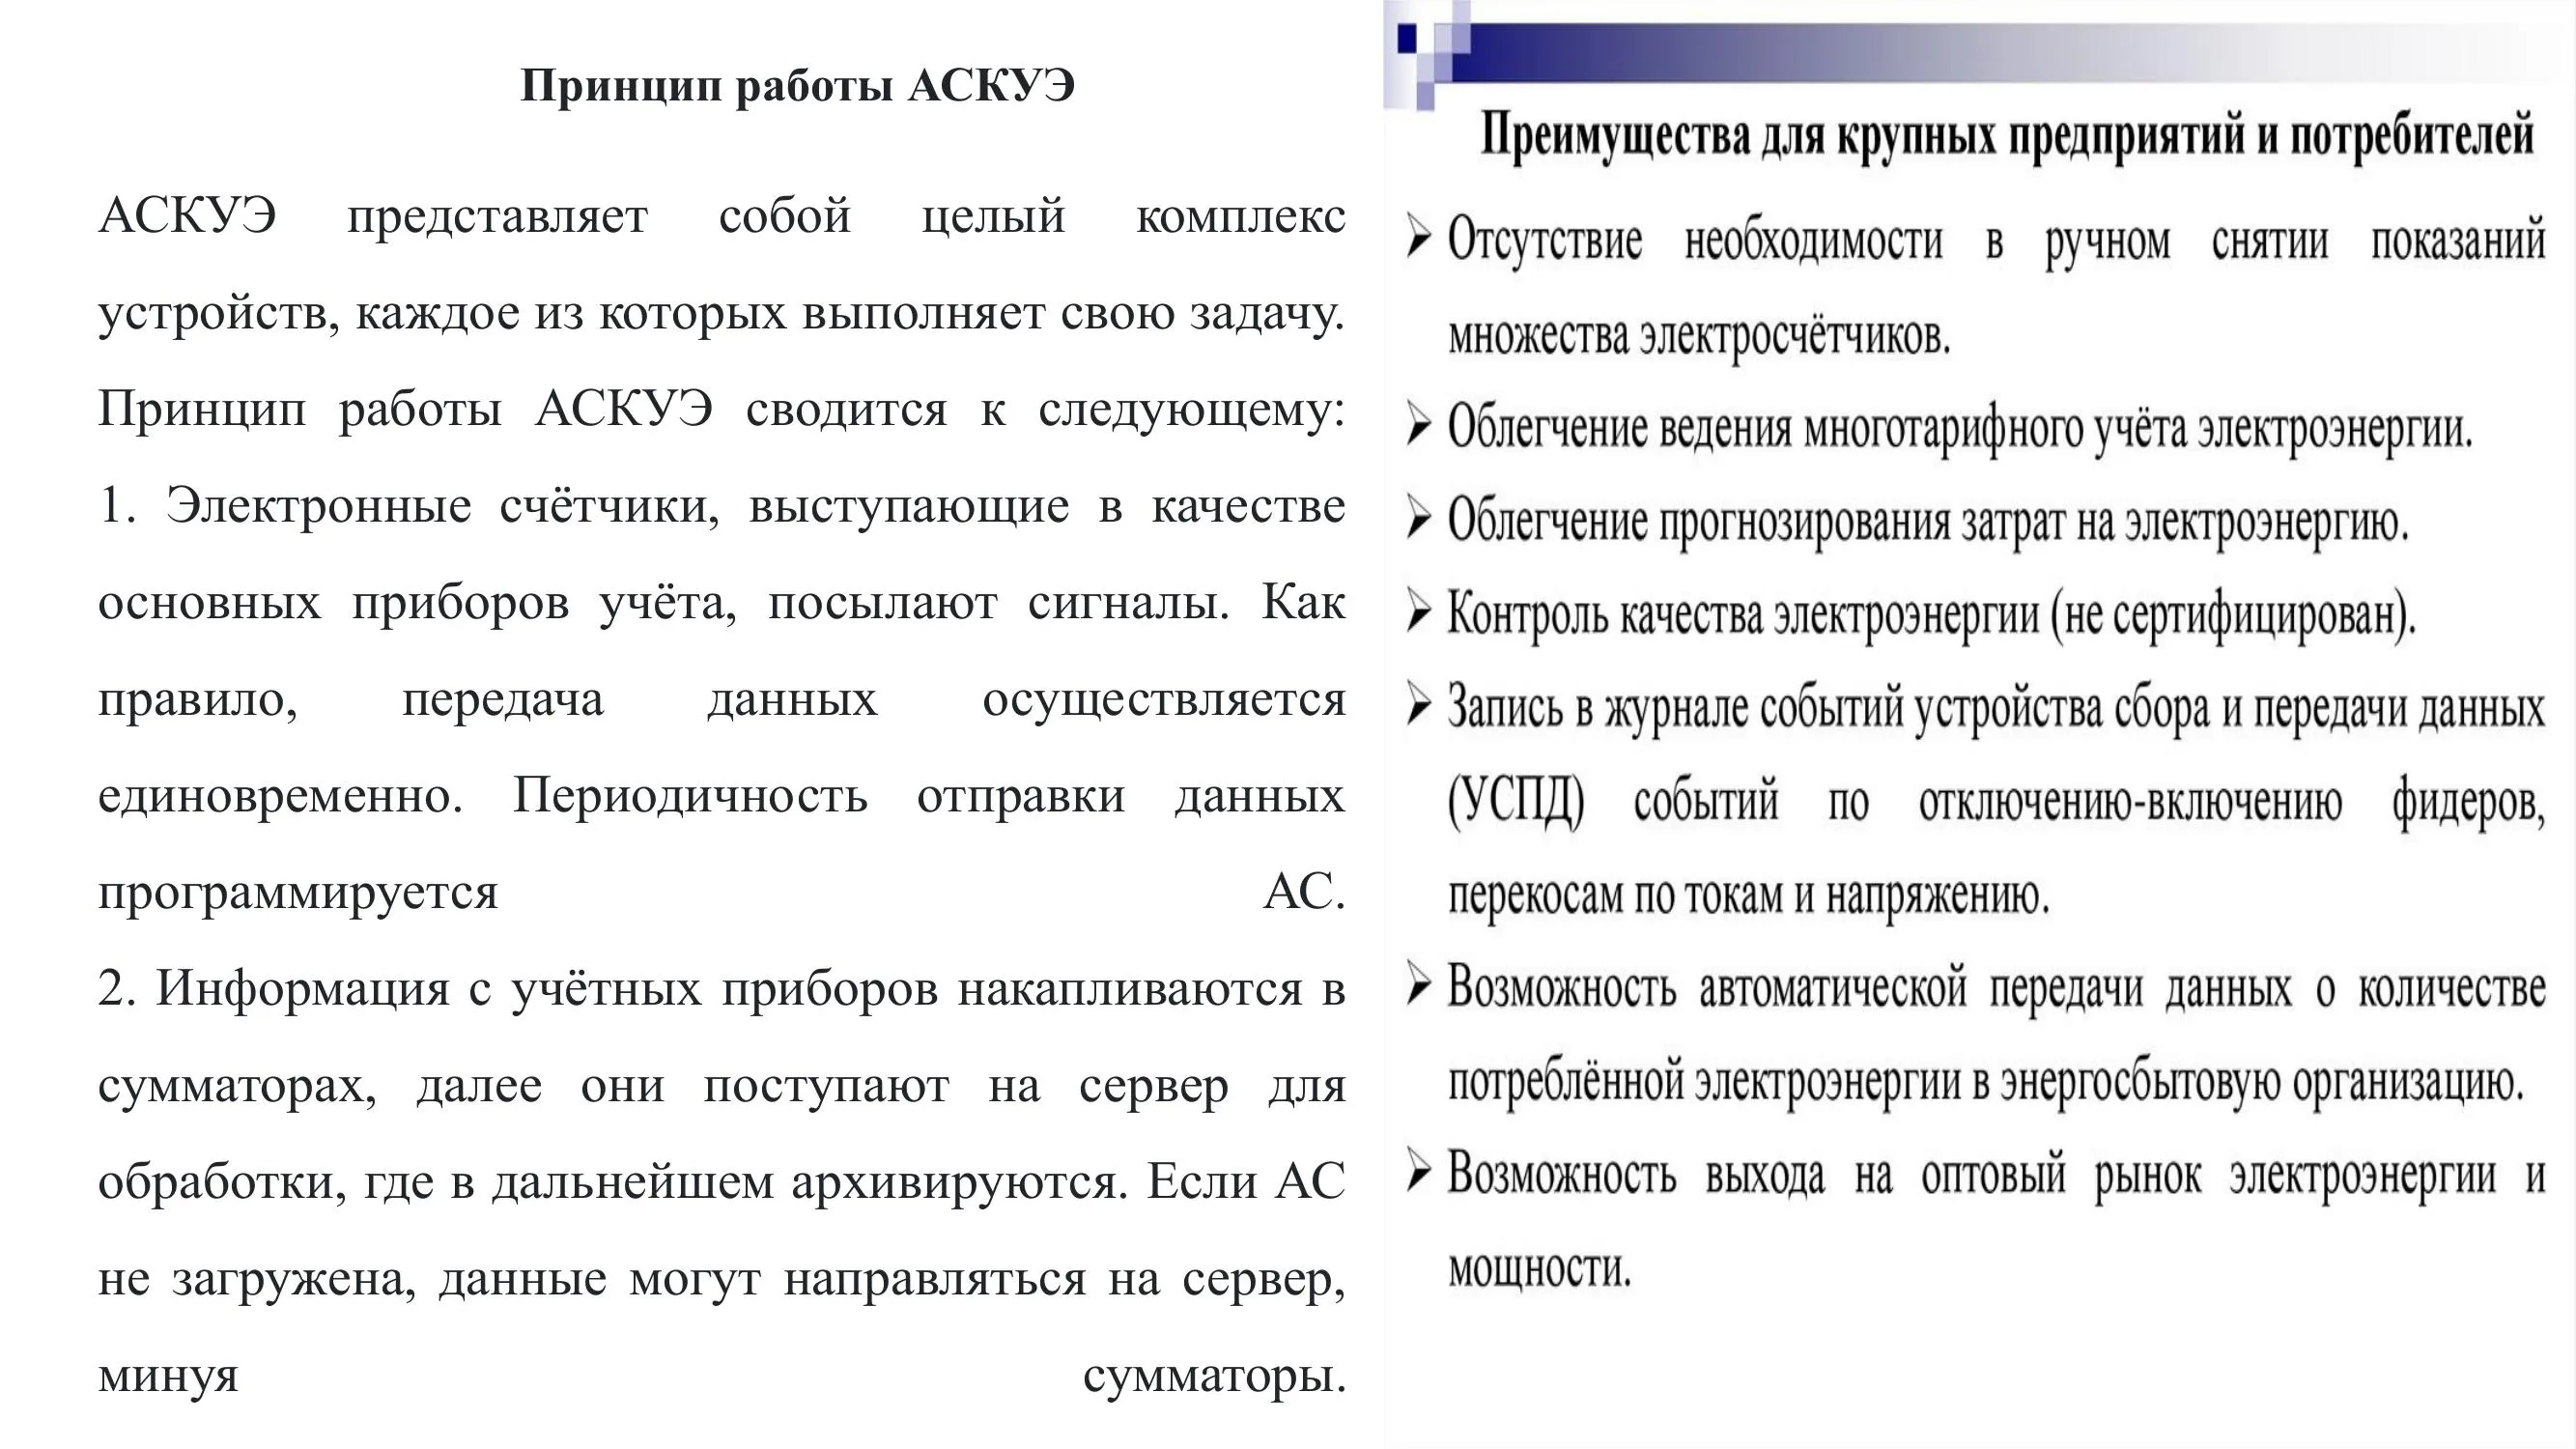 Принцип работы АСКУЭ
АСКУЭ представляет собой целый комплекс
устройств, каждое из которых выполняет свою задачу.
Принцип работы АСКУЭ сводится к следующему:
1. Электронные счётчики, выступающие в качестве
основных приборов учёта, посылают сигналы. Как
правило, передача данных осуществляется
единовременно. Периодичность отправки данных
программируется АС.
2. Информация с учётных приборов накапливаются в
сумматорах, далее они поступают на сервер для
обработки, где в дальнейшем архивируются. Если АС
не загружена, данные могут направляться на сервер,
минуя сумматоры.
Преимущества для крупных предприятий и потребителей
➢ Отсутствие необходимости в ручном снятии показаний
множества электросчётчиков.
➢ Облегчение ведения многотарифного учёта электроэнергии.
➢ Облегчение прогнозирования затрат на электроэнергию.
➢ Контроль качества электроэнергии (не сертифицирован).
➢ Запись в журнале событий устройства сбора и передачи данных
(УСПД) событий по отключению-включению фидеров,
перекосам по токам и напряжению.
➢ Возможность автоматической передачи данных о количестве
потреблённой электроэнергии в энергосбытовую организацию.
➢ Возможность выхода на оптовый рынок электроэнергии и
мощности.